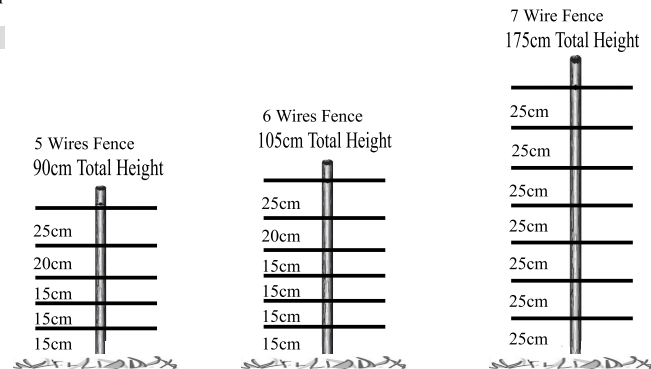 5 Wires Fence
90cm Total Height
25cm
20cm
15cm
15cm
15cm
6 Wires Fence
105cm Total Height
25cm
20cm
15cm
15cm
15cm
15cm
7 Wire Fence
175cm Total Height
25cm
25cm
25cm
25cm
25cm
25cm
25cm